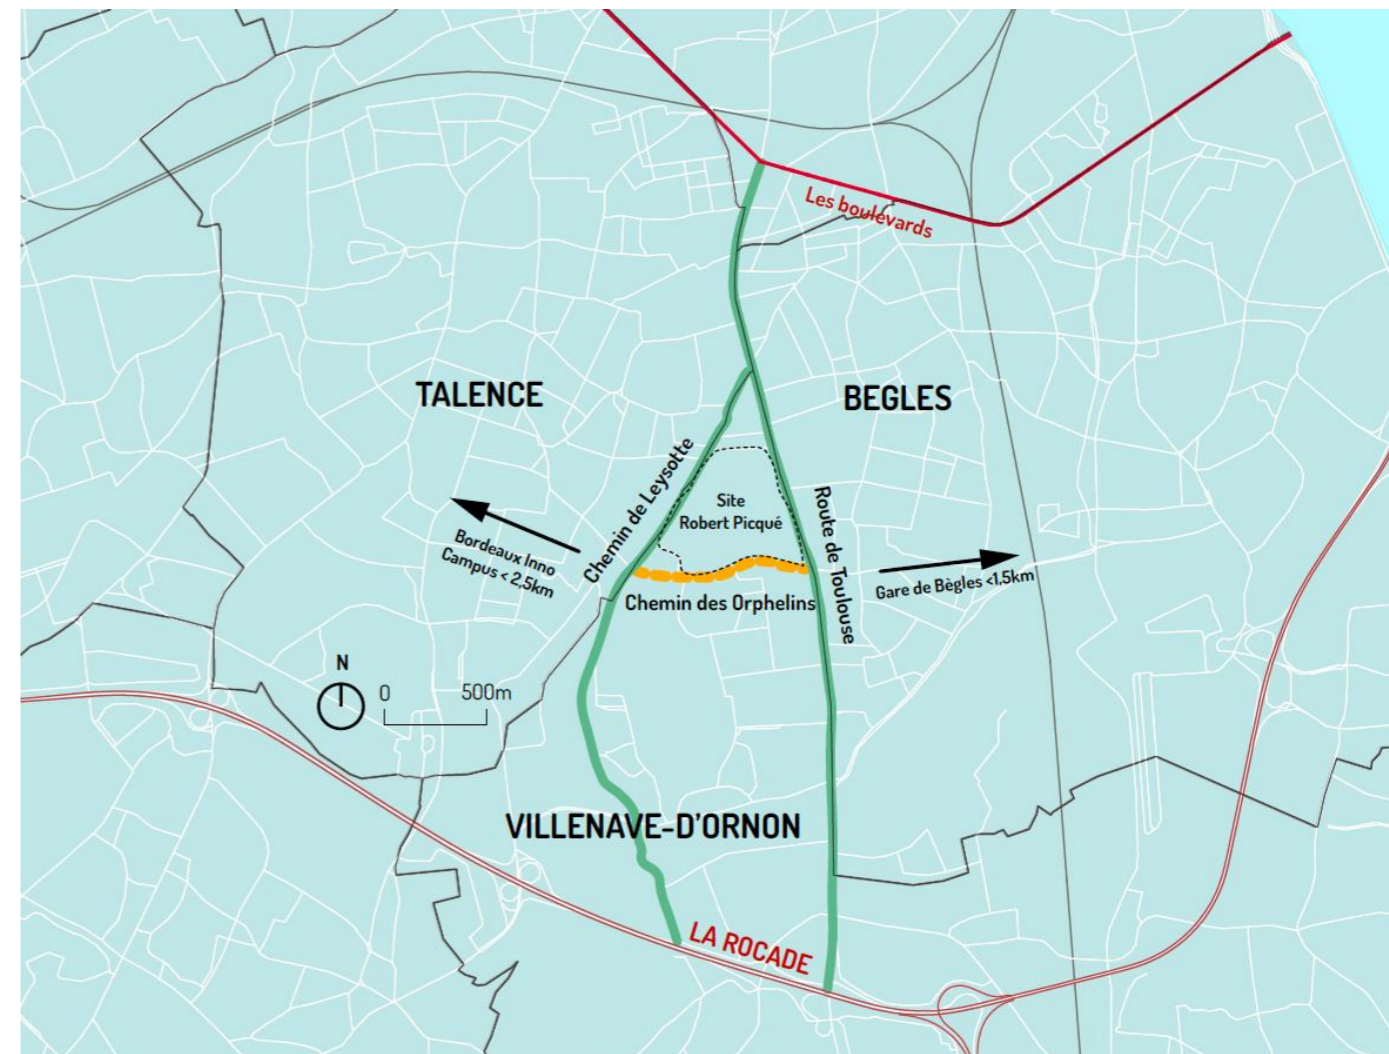 Les boulevards
TALENCE
BEGLES
Chemin de Leysotte
Site
Robert Picqué
Route de Toulouse
Bordeaux Inno
Campus < 2,5km
Gare de Bègles <1,5km
Chemin des Orphelins
N
0 500m
VILLENAVE-D'ORNON
LA ROCADE